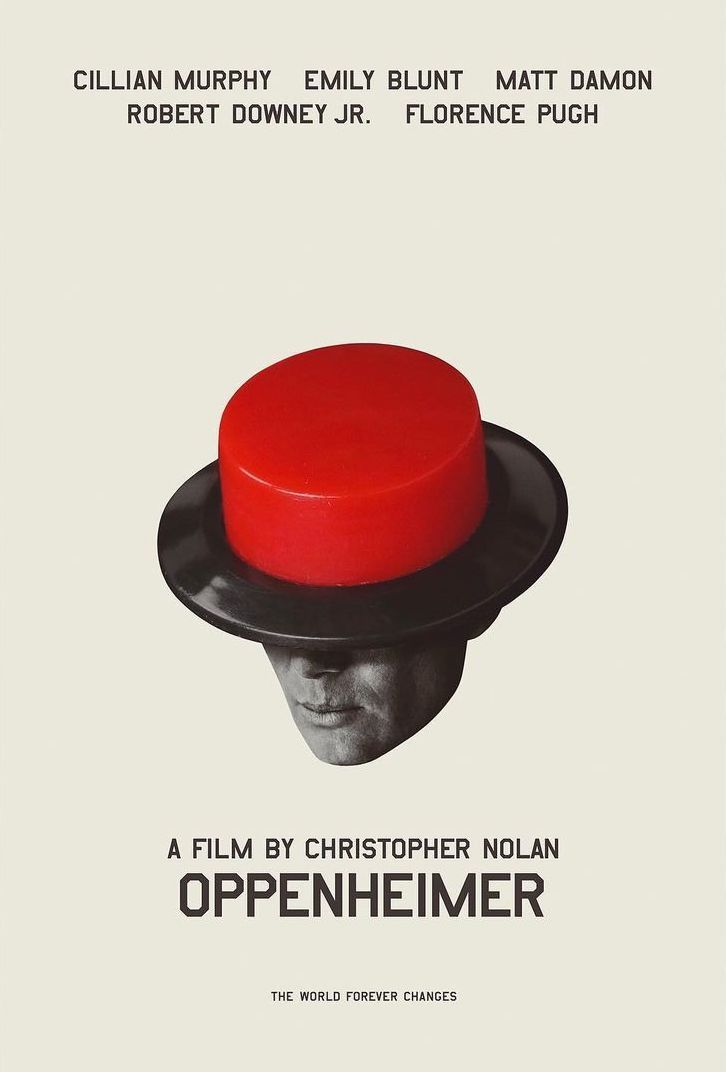 CILLIAN MURPHY EMILY BLUNT MATT DAMON
ROBERT DOWNEY JR. FLORENCE PUGH
A FILM BY CHRISTOPHER NOLAN
OPPENHEIMER
THE WORLD FOREVER CHANGES